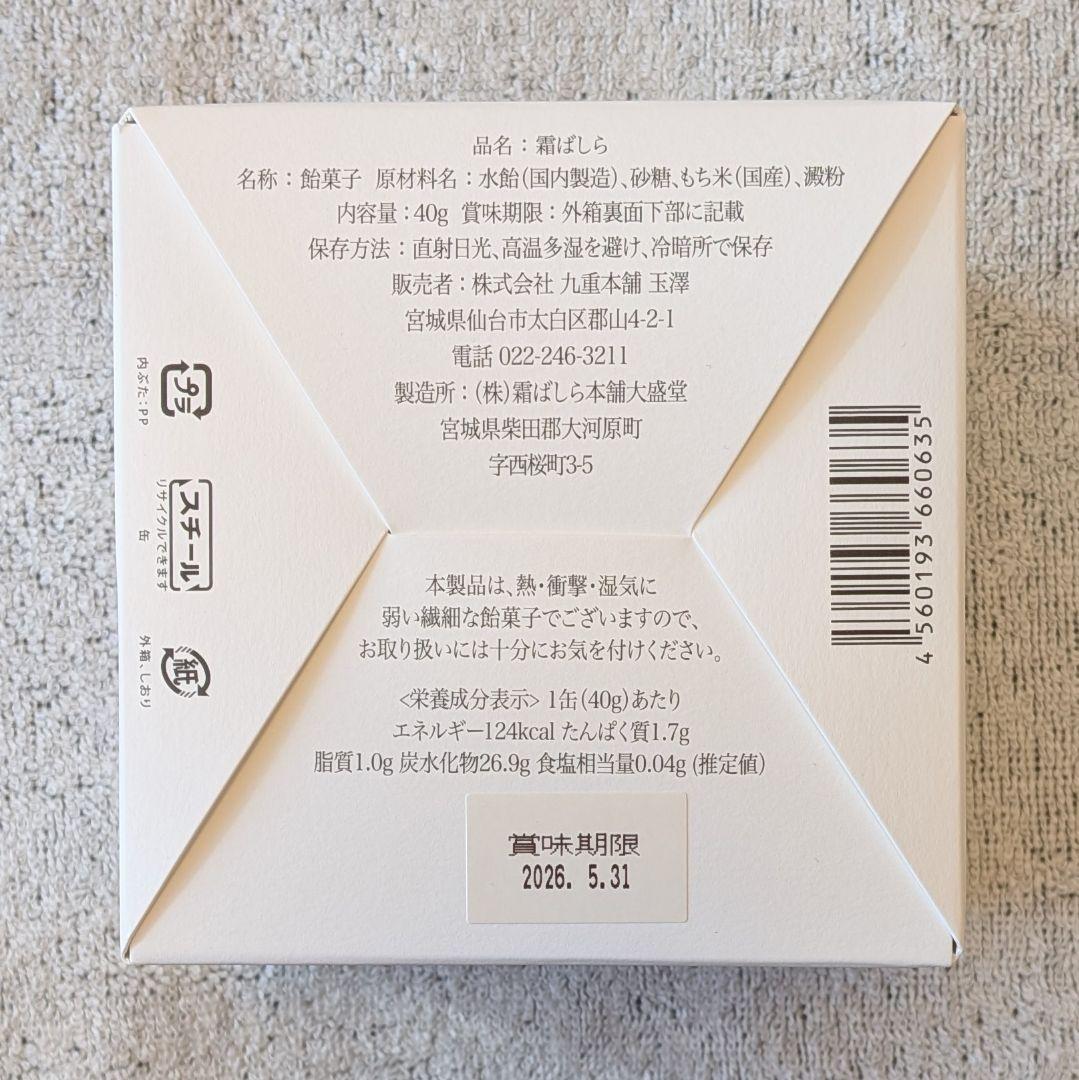 品名：霜ばしら
名称：飴菓子 原材料名：水飴(国内製造)、砂糖、もち米(国産)、澱粉
内容量：40g 賞味期限：外箱裏面下部に記載
保存方法：直射日光、高温多湿を避け、冷暗所で保存
販売者：株式会社 九重本舗 玉澤
宮城県仙台市太白区郡山4-2-1
電話 022-246-3211
製造所：(株)霜ばしら本舗大盛堂
宮城県柴田郡大河原町
字西桜町3-5
本製品は、熱・衝撃・湿気に
弱い繊細な飴菓子でございますので、
お取り扱いには十分にお気を付けください。
<栄養成分表示> 1缶(40g)あたり
エネルギー124kcal たんぱく質1.7g
脂質1.0g 炭水化物26.9g 食塩相当量0.04g (推定値)
賞味期限
2026. 5.31
プラ
内ぶた：PP
スチール
リサイクルできます
缶
紙
外箱、しおり
4 560193 660635